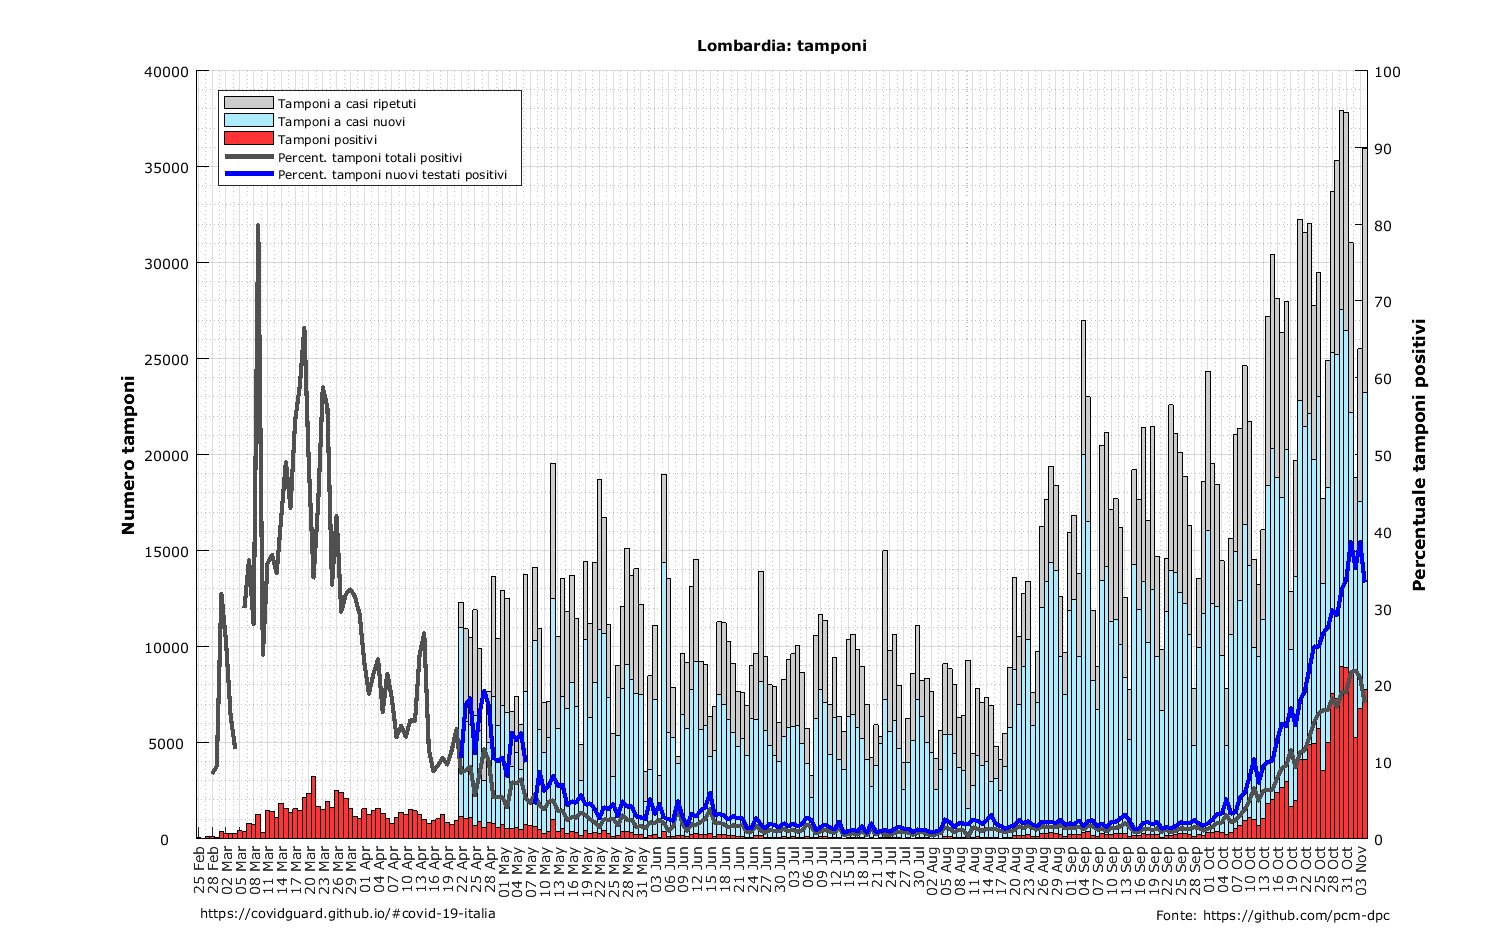 Lombardia: tamponi
Tamponi a casi ripetuti
Tamponi a casi nuovi
Tamponi positivi
Percent. tamponi totali positivi
Percent. tamponi nuovi testati positivi
Numero tamponi
40000
35000
30000
25000
20000
15000
10000
5000
0
Percentuale tamponi positivi
100
90
80
70
60
50
40
30
20
10
0
25 Feb
28 Feb
02 Mar
05 Mar
08 Mar
11 Mar
14 Mar
17 Mar
20 Mar
23 Mar
26 Mar
29 Mar
01 Apr
04 Apr
07 Apr
10 Apr
13 Apr
16 Apr
19 Apr
22 Apr
25 Apr
28 Apr
01 May
04 May
07 May
10 May
13 May
16 May
19 May
22 May
25 May
28 May
31 May
03 Jun
06 Jun
09 Jun
12 Jun
15 Jun
18 Jun
21 Jun
24 Jun
27 Jun
30 Jun
03 Jul
06 Jul
09 Jul
12 Jul
15 Jul
18 Jul
21 Jul
24 Jul
27 Jul
30 Jul
02 Aug
05 Aug
08 Aug
11 Aug
14 Aug
17 Aug
20 Aug
23 Aug
26 Aug
29 Aug
01 Sep
04 Sep
07 Sep
10 Sep
13 Sep
16 Sep
19 Sep
22 Sep
25 Sep
28 Sep
01 Oct
04 Oct
07 Oct
10 Oct
13 Oct
16 Oct
19 Oct
22 Oct
25 Oct
28 Oct
31 Oct
03 Nov
https://covidguard.github.io/#covid-19-italia
Fonte: https://github.com/pcm-dpc